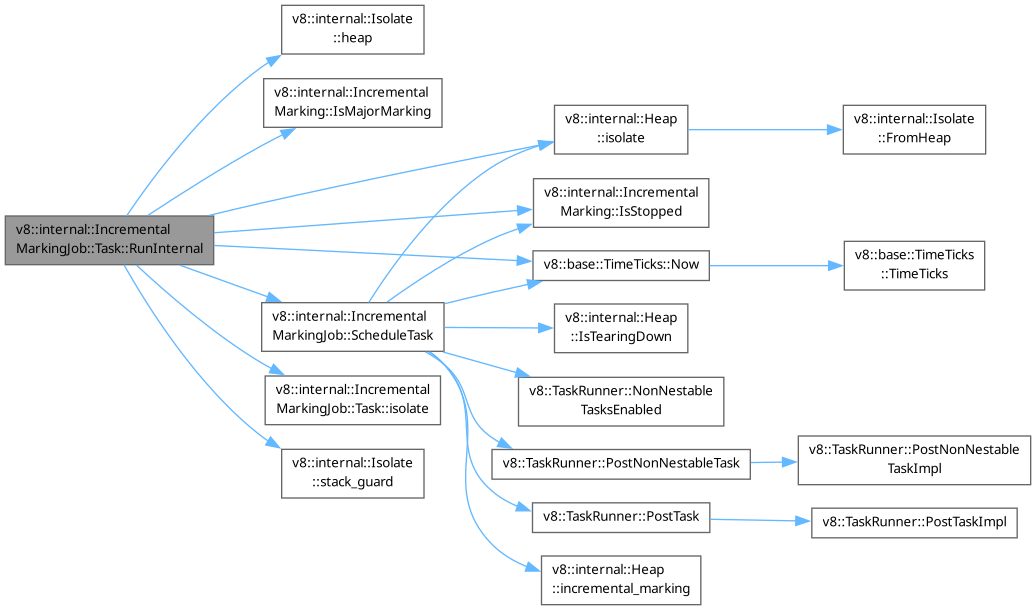 v8::internal::Isolate
::heap
v8::internal::Incremental
Marking::IsMajorMarking
v8::internal::Heap
::isolate
v8::internal::Isolate
::FromHeap
v8::internal::Incremental
Marking::IsStopped
v8::internal::Incremental
MarkingJob::Task::RunInternal
v8::base::TimeTicks::Now
v8::base::TimeTicks
::TimeTicks
v8::internal::Incremental
MarkingJob::ScheduleTask
v8::internal::Heap
::IsTearingDown
v8::internal::Incremental
MarkingJob::Task::isolate
v8::TaskRunner::NonNestable
TasksEnabled
v8::internal::Isolate
::stack_guard
v8::TaskRunner::PostNonNestableTask
v8::TaskRunner::PostNonNestable
TaskImpl
v8::TaskRunner::PostTask
v8::TaskRunner::PostTaskImpl
v8::internal::Heap
::incremental_marking